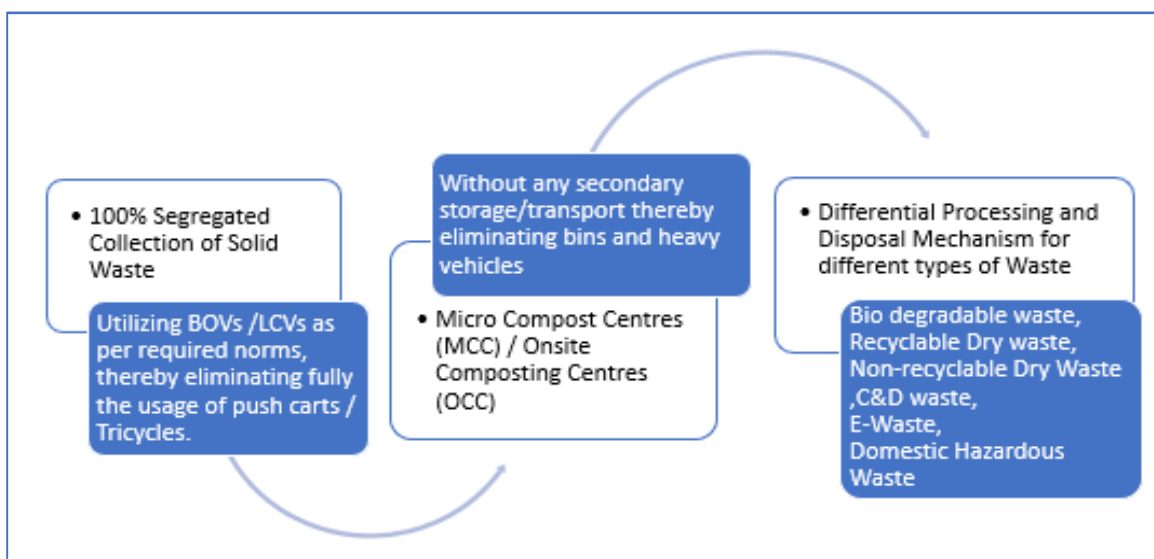 • 100% Segregated
Collection of Solid
Waste
Utilizing BOVs /LCVs as
per required norms,
thereby eliminating fully
the usage of push carts /
Tricycles.
Without any secondary
storage/transport thereby
eliminating bins and heavy
vehicles
• Micro Compost Centres
(MCC) / Onsite
Composting Centres
(OCC)
• Differential Processing and
Disposal Mechanism for
different types of Waste
Bio degradable waste,
Recyclable Dry waste,
Non-recyclable Dry Waste
,C&D waste,
E-Waste,
Domestic Hazardous
Waste